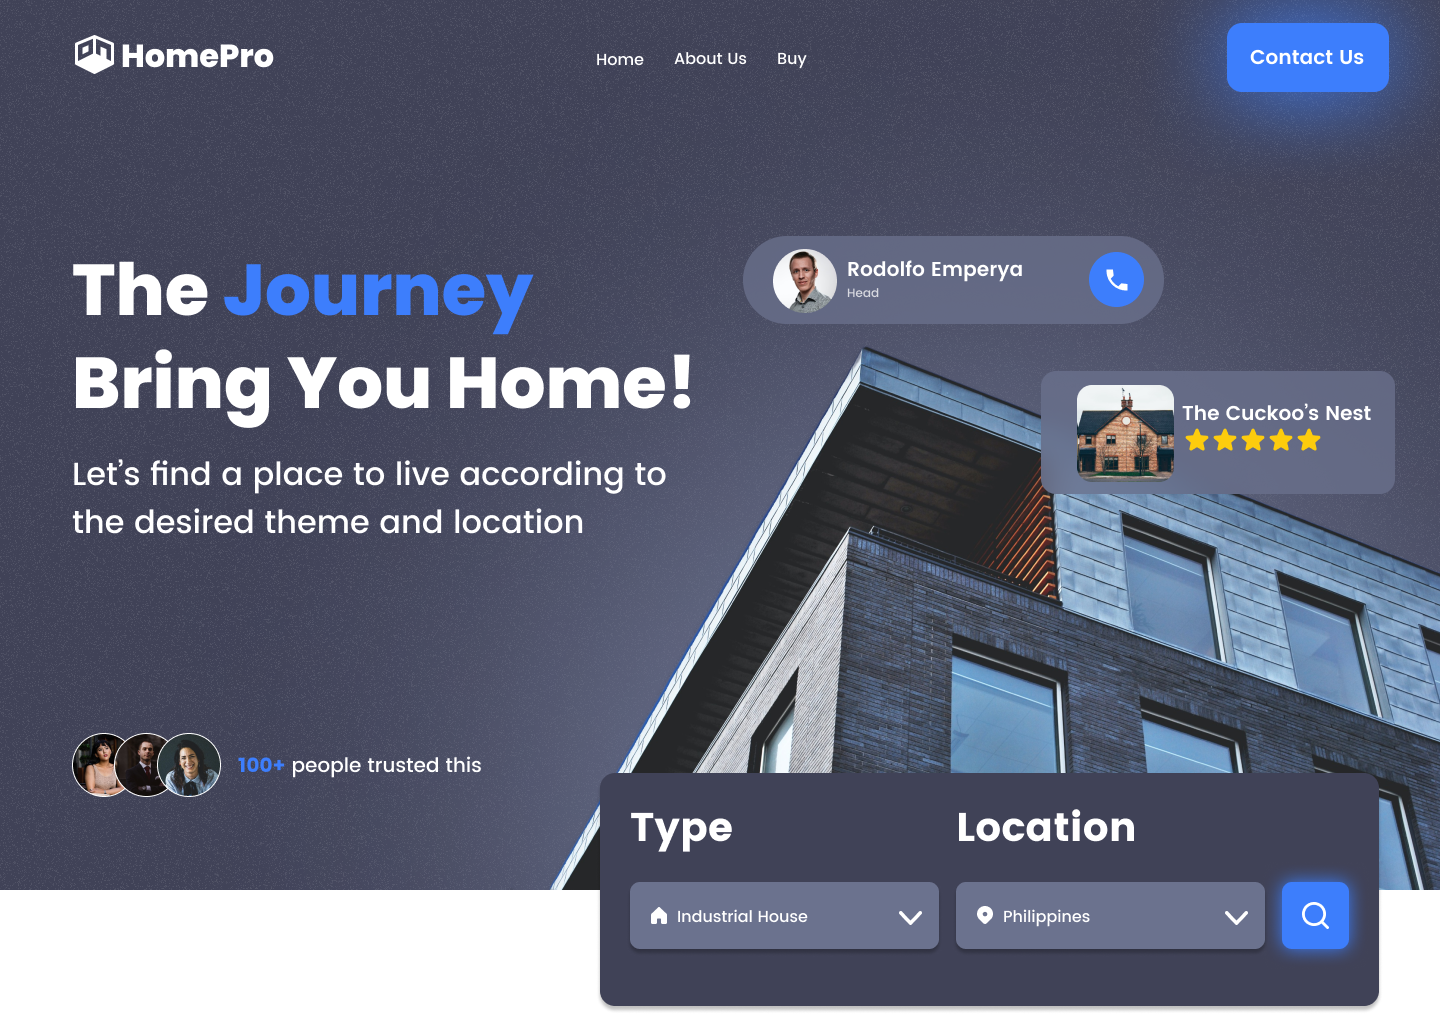 HomePro
Home
About Us
Buy
Contact Us
The Journey
Bring You Home!
Let’s find a place to live according to
the desired theme and location
Rodolfo Emperya
Head
The Cuckoo’s Nest
100+ people trusted this
Type
Location
Industrial House
Philippines